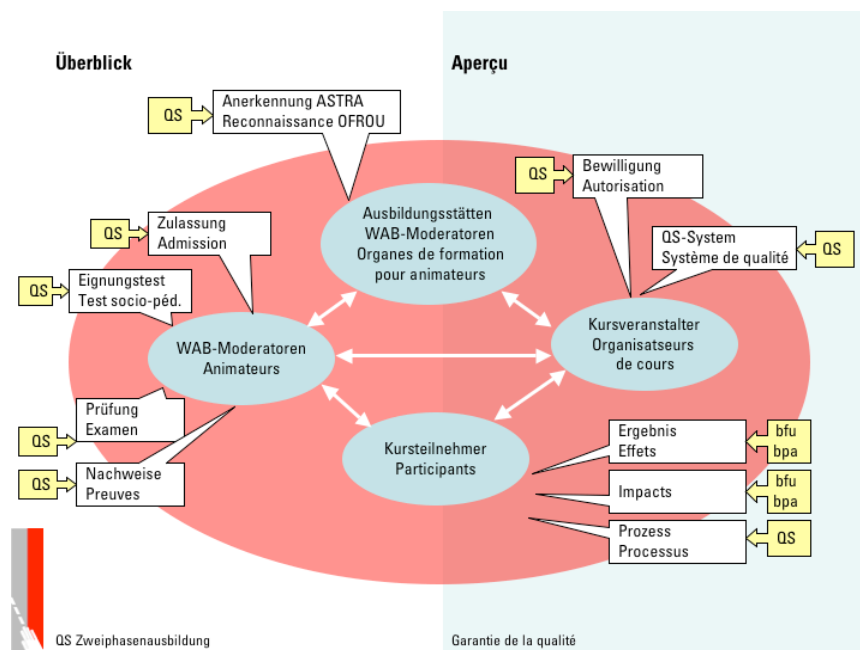 Überblick
Aperçu
QS
Anerkennung ASTRA
Reconnaissance OFROU
QS
Bewilligung
Autorisation
QS
Zulassung
Admission
Ausbildungsstätten
WAB-Moderatoren
Organes de formation
pour animateurs
QS-System
Système de qualité
QS
QS
Eignungstest
Test socio-péd.
WAB-Moderatoren
Animateurs
Kursveranstalter
Organisatseurs
de cours
QS
Prüfung
Examen
QS
Nachweise
Preuves
Kursteilnehmer
Participants
Ergebnis
Effets
bfu
bpa
Impacts
bfu
bpa
Prozess
Processus
QS
QS Zweiphasenausbildung
Garantie de la qualité